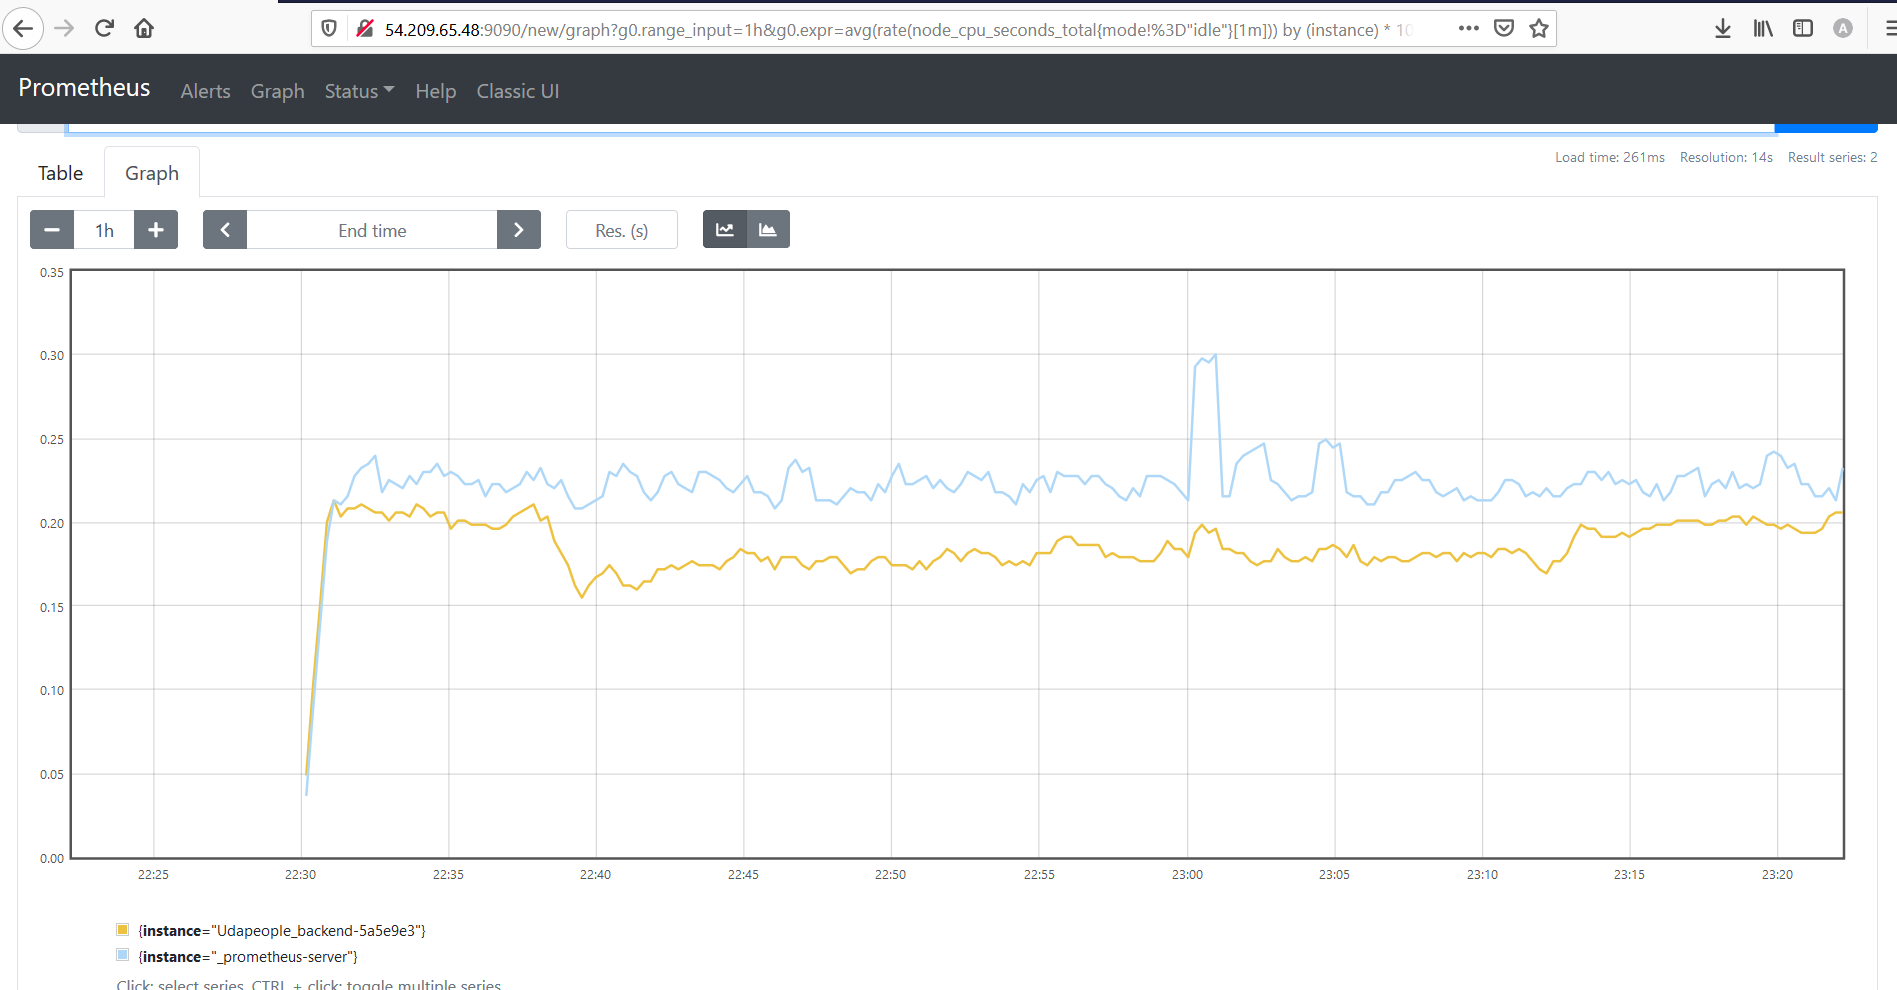 54.209.65.48:9090/new/graph?g0.range_input=1h&g0.expr=avg(rate(node_cpu_seconds_total{mode!%3D"idle"}[1m])) by (instance) * 10
A
Prometheus Alerts Graph Status Help Classic UI
Load time: 261ms Resolution: 14s Result series: 2
Table Graph
1h End time Res. (s)
0.35
0.30
0.25
0.20
0.15
0.10
0.05
0.00
22:25 22:30 22:35 22:40 22:45 22:50 22:55 23:00 23:05 23:10 23:15 23:20
{instance="Udapeople_backend-5a5e9e3"}
{instance="_prometheus-server"}
Click: select series, CTRL + click: toggle multiple series